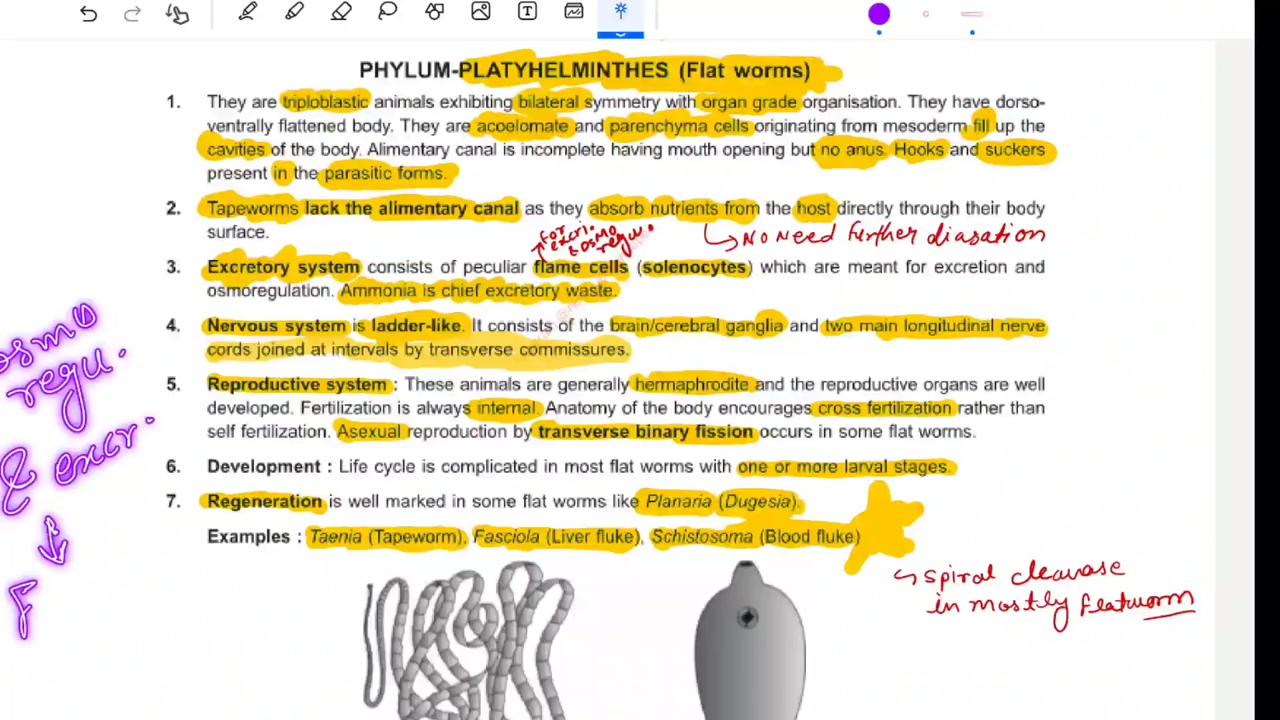 PHYLUM-PLATYHELMINTHES (Flat worms)
1. They are triploblastic animals exhibiting bilateral symmetry with organ grade organisation. They have dorso-
ventrally flattened body. They are acoelomate and parenchyma cells originating from mesoderm fill up the
cavities of the body. Alimentary canal is incomplete having mouth opening but no anus. Hooks and suckers
present in the parasitic forms.
2. Tapeworms lack the alimentary canal as they absorb nutrients from the host directly through their body
surface.
No Need further diasation
for
excri.
& osmo
regu.
3. Excretory system consists of peculiar flame cells (solenocytes) which are meant for excretion and
osmoregulation. Ammonia is chief excretory waste.
4. Nervous system is ladder-like. It consists of the brain/cerebral ganglia and two main longitudinal nerve
cords joined at intervals by transverse commissures.
osmo
regu.
& excr.
F
5. Reproductive system : These animals are generally hermaphrodite and the reproductive organs are well
developed. Fertilization is always internal. Anatomy of the body encourages cross fertilization rather than
self fertilization. Asexual reproduction by transverse binary fission occurs in some flat worms.
6. Development : Life cycle is complicated in most flat worms with one or more larval stages.
7. Regeneration is well marked in some flat worms like Planaria (Dugesia).
Examples : Taenia (Tapeworm), Fasciola (Liver fluke), Schistosoma (Blood fluke)
spiral cleavase
in mostly flatworm